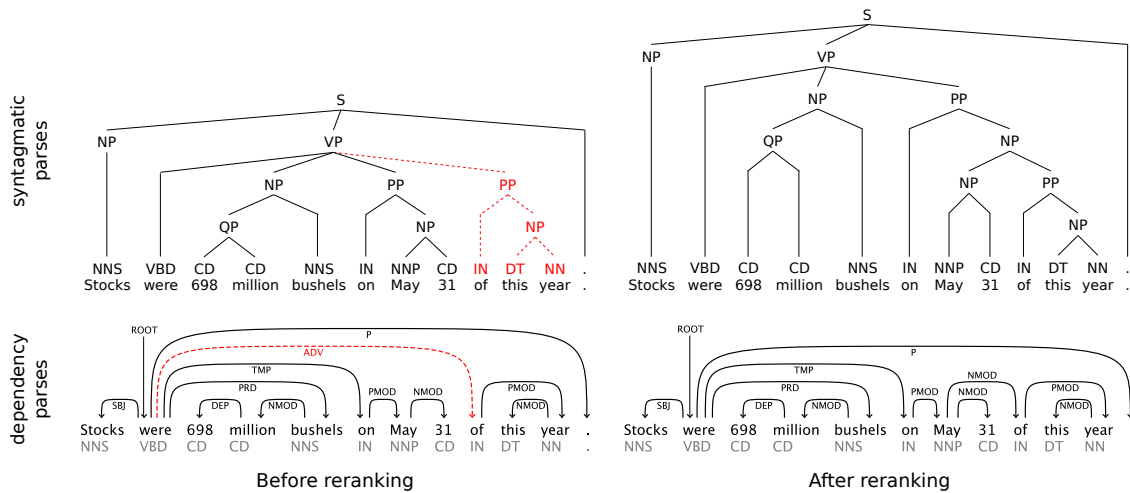 syntagmatic
parses
S
NP VP
NP PP PP
QP NP NP
NNS VBD CD CD NNS IN NNP CD IN DT NN .
Stocks were 698 million bushels on May 31 of this year .
S
NP
VP
NP PP
QP NP
NP PP
NP
NNS VBD CD CD NNS IN NNP CD IN DT NN .
Stocks were 698 million bushels on May 31 of this year .
dependency
parses
ROOT
P
ADV
TMP
PRD PMOD NMOD PMOD
SBJ DEP NMOD NMOD
Stocks were 698 million bushels on May 31 of this year .
NNS VBD CD CD NNS IN NNP CD IN DT NN .
Before reranking
ROOT
P
TMP NMOD
PRD PMOD NMOD PMOD
SBJ DEP NMOD NMOD
Stocks were 698 million bushels on May 31 of this year .
NNS VBD CD CD NNS IN NNP CD IN DT NN .
After reranking